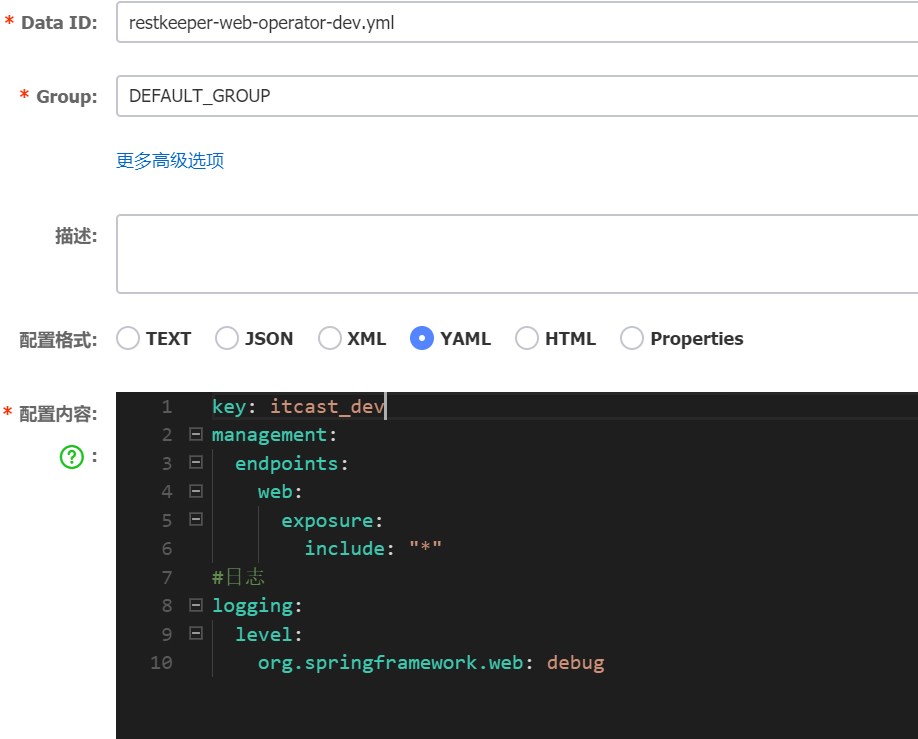 * Data ID: restkeeper-web-operator-dev.yml
* Group: DEFAULT_GROUP
更多高级选项
描述:
配置格式: TEXT JSON XML YAML HTML Properties
* 配置内容:
? :
1 key: itcast_dev
2 management:
3   endpoints:
4     web:
5       exposure:
6         include: "*"
7 #日志
8 logging:
9   level:
10     org.springframework.web: debug